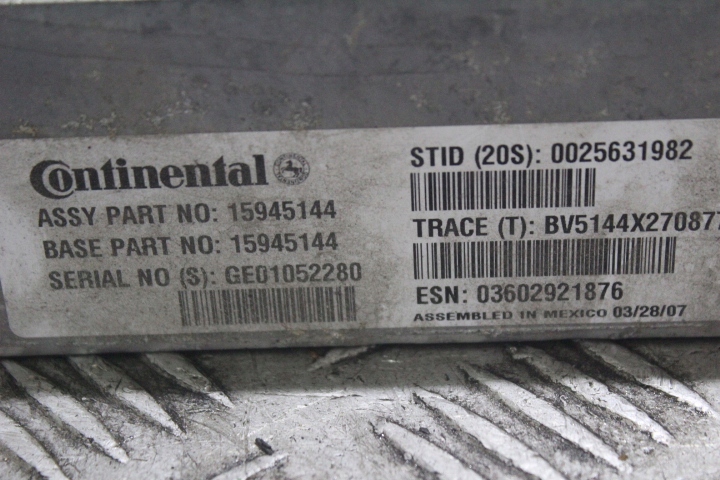 Continental
ASSY PART NO: 15945144
BASE PART NO: 15945144
SERIAL NO (S): GE01052280
STID (20S): 0025631982
TRACE (T): BV5144X27087
ESN: 03602921876
ASSEMBLED IN MEXICO 03/28/07